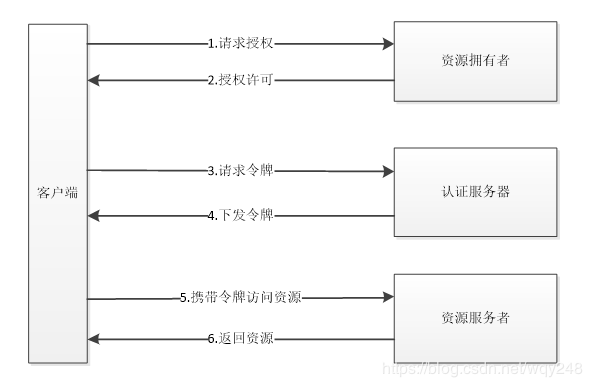 1.请求授权
资源拥有者
2.授权许可
3.请求令牌
客户端
认证服务器
4.下发令牌
5.携带令牌访问资源
资源服务者
6.返回资源
https://blog.csdn.net/wqy248